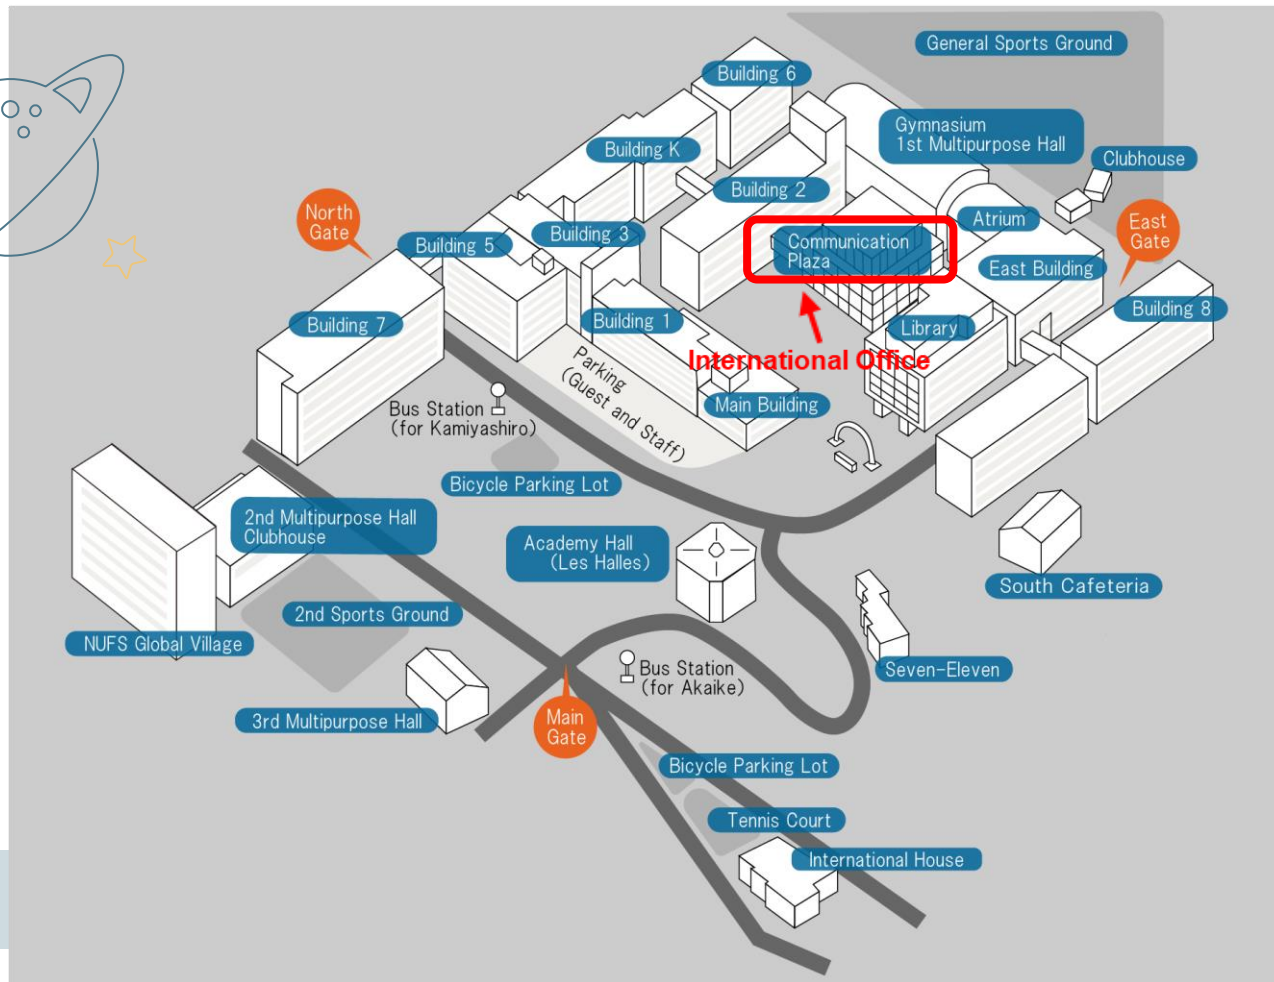 General Sports Ground
Building 6
Gymnasium
1st Multipurpose Hall
Building K
Clubhouse
Building 2
North
Gate
Atrium
East
Gate
Building 5
Building 3
Communication
Plaza
East Building
Building 7
Building 1
Library
Building 8
International Office
Parking
(Guest and Staff)
Bus Station
(for Kamiyashiro)
Main Building
Bicycle Parking Lot
2nd Multipurpose Hall
Clubhouse
Academy Hall
(Les Halles)
South Cafeteria
2nd Sports Ground
NUFS Global Village
Bus Station
(for Akaike)
Seven-Eleven
3rd Multipurpose Hall
Main
Gate
Bicycle Parking Lot
Tennis Court
International House